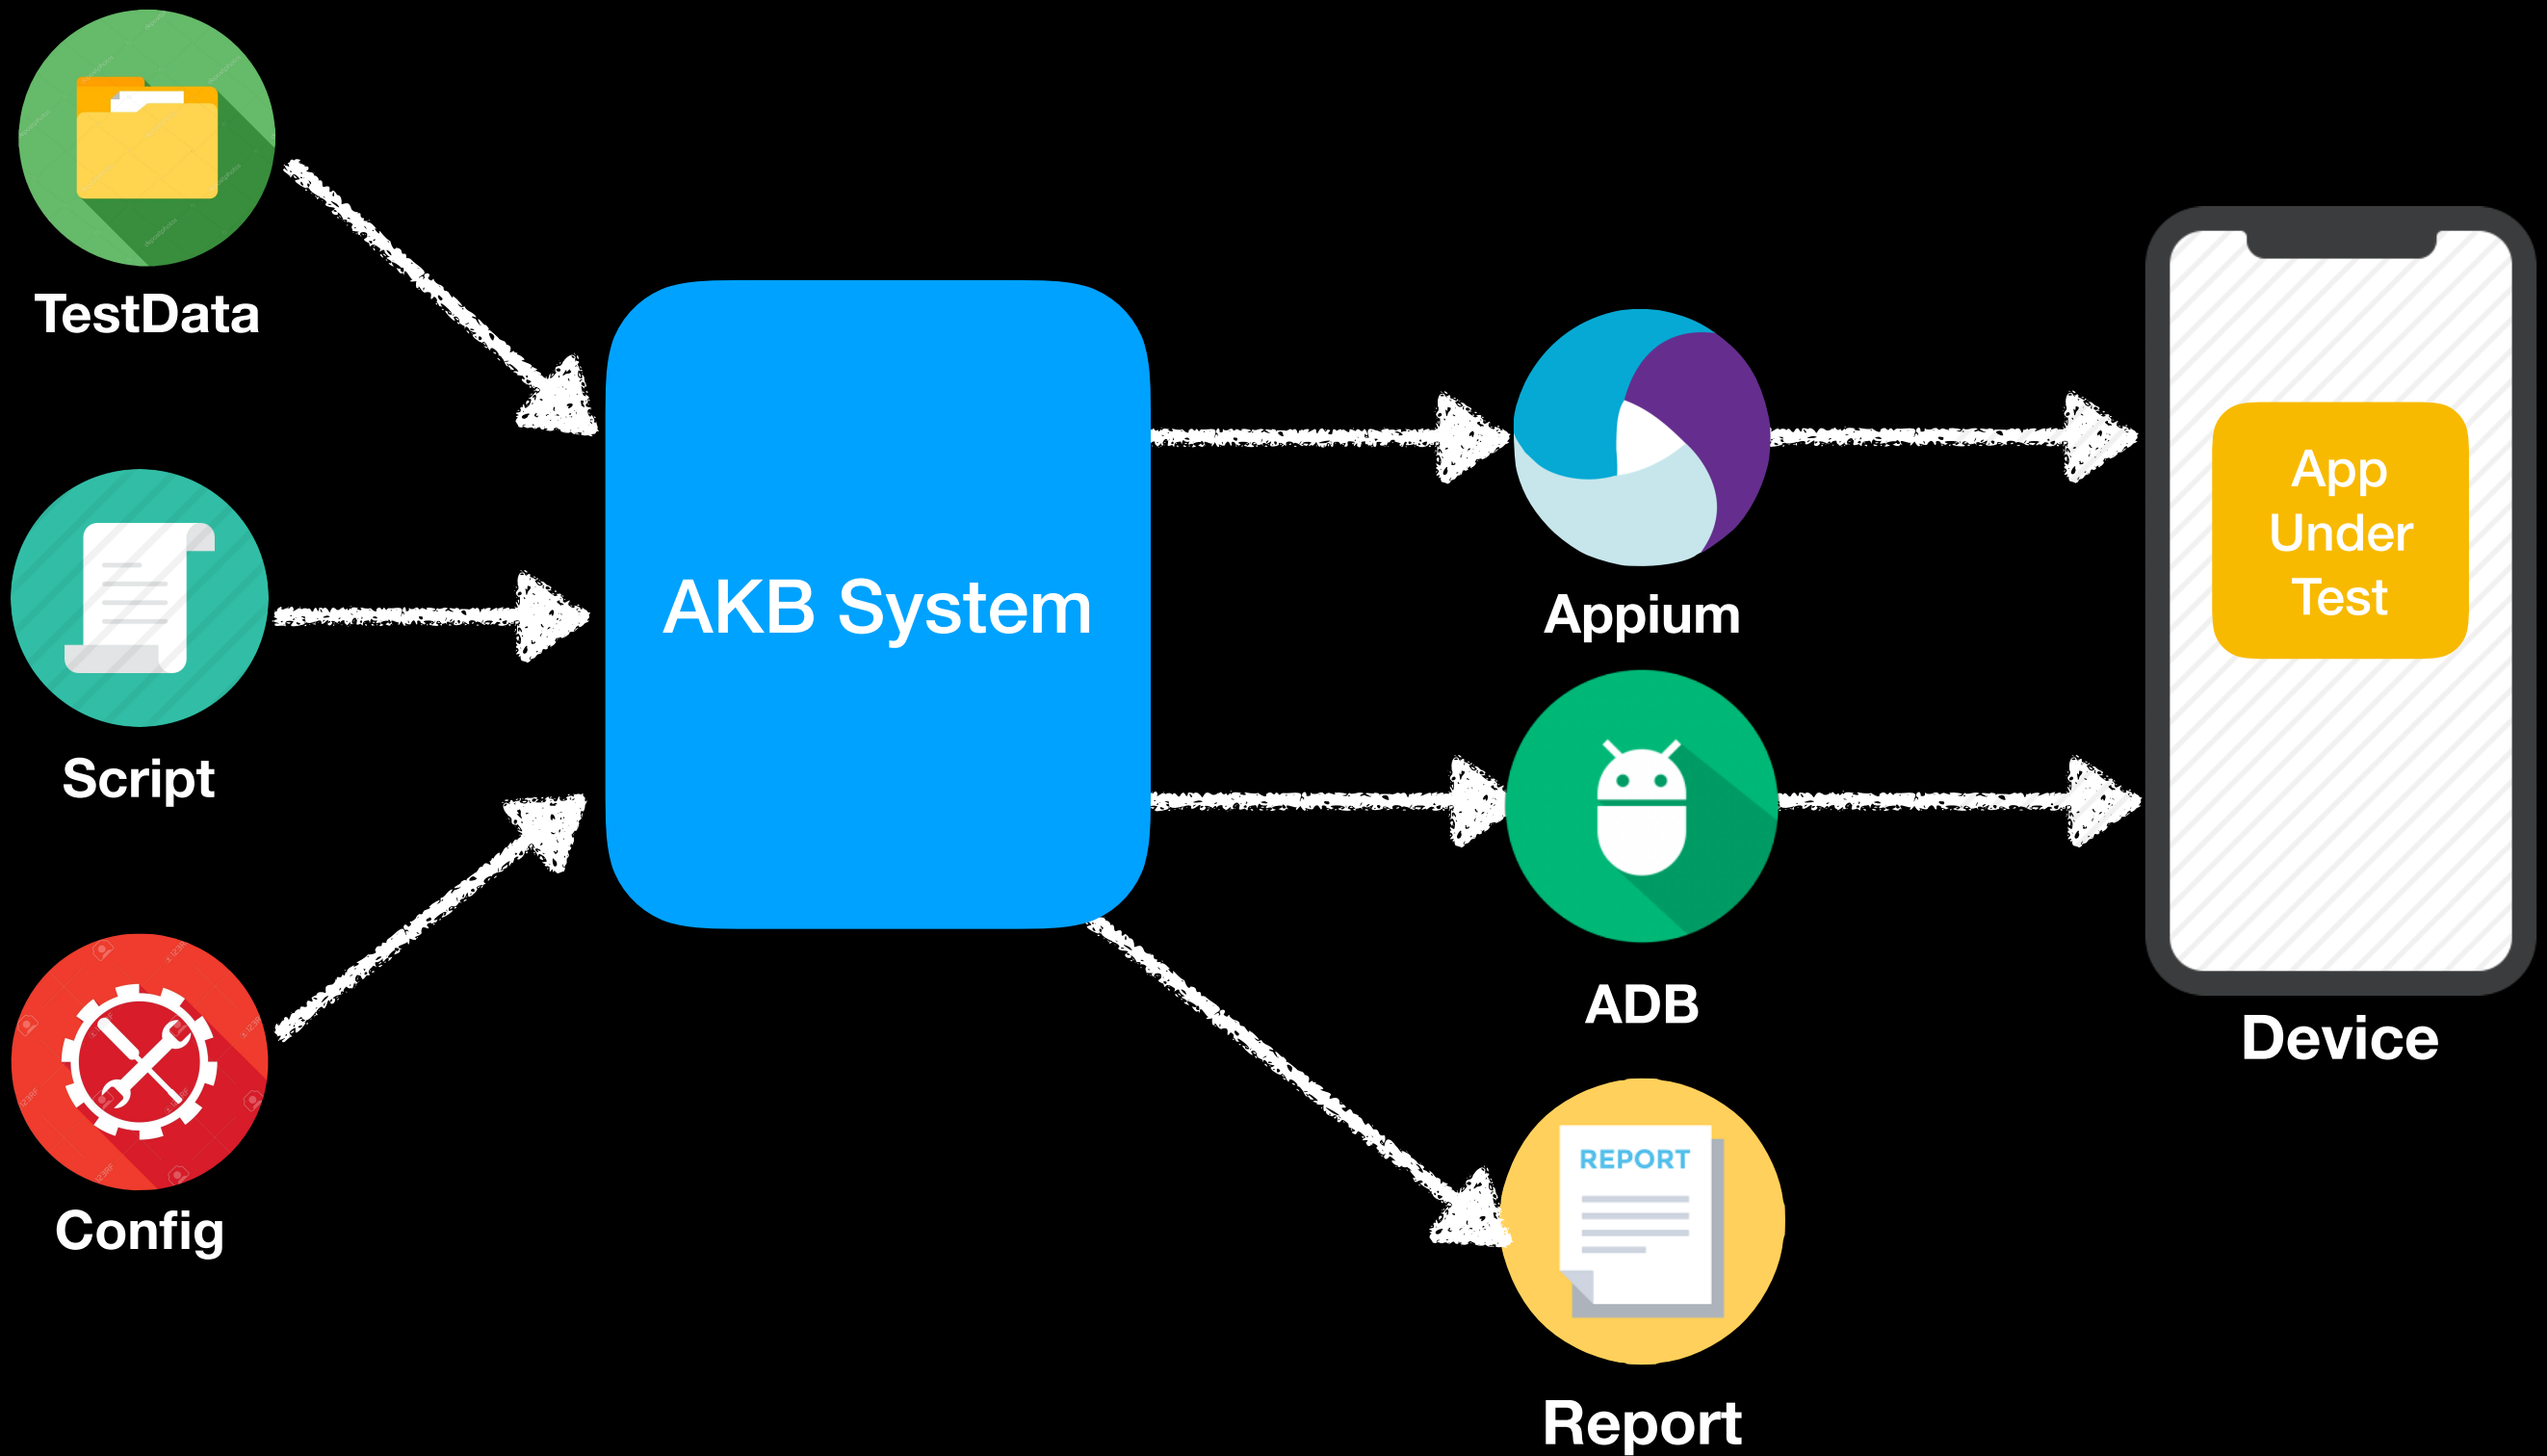 TestData
Script
Config
AKB System
Appium
ADB
REPORT
Report
App
Under
Test
Device